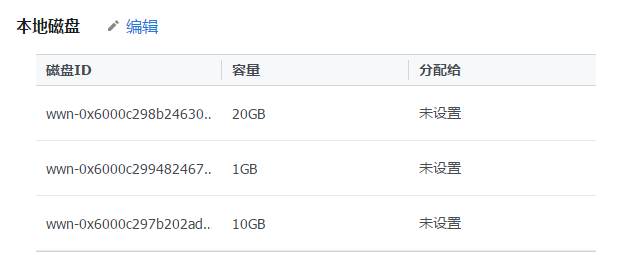 本地磁盘 编辑
磁盘ID 容量 分配给
wwn-0x6000c298b24630.. 20GB 未设置
wwn-0x6000c299482467.. 1GB 未设置
wwn-0x6000c297b202ad.. 10GB 未设置